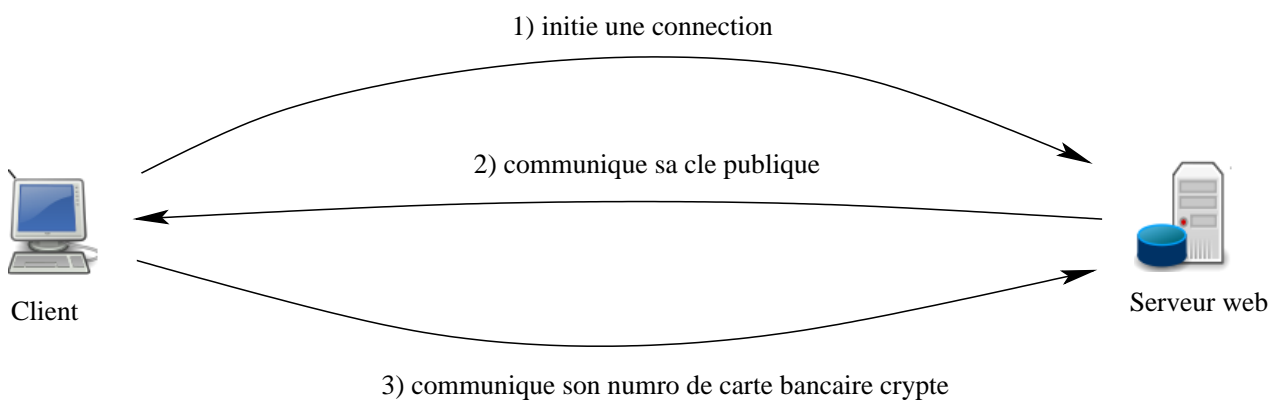 1) initie une connection
2) communique sa cle publique
Client
Serveur web
3) communique son numro de carte bancaire crypte